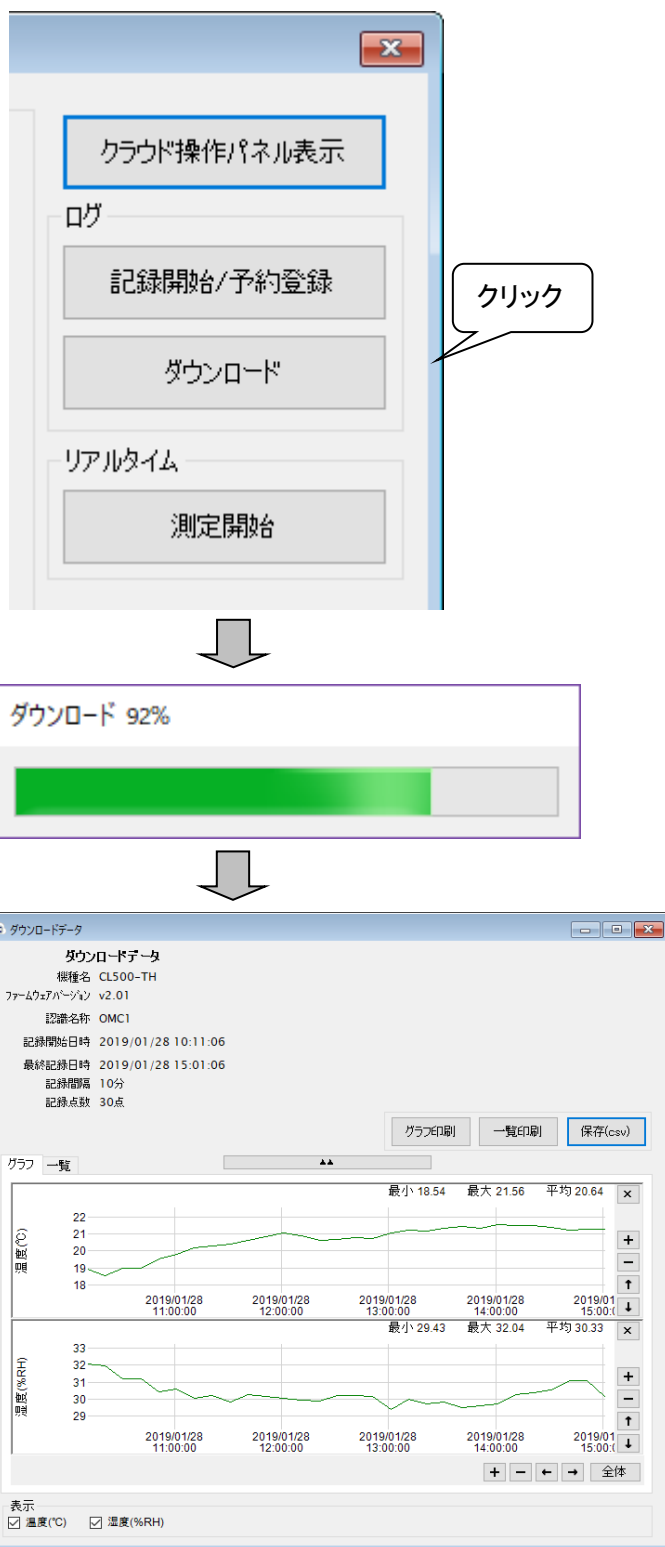 クラウド操作パネル表示
ログ
記録開始/予約登録
クリック
ダウンロード
リアルタイム
測定開始
ダウンロード 92%
ダウンロードデータ
ダウンロードデータ
機種名 CL500-TH
ファームウェアバージョン v2.01
認識名称 OMC1
記録開始日時 2019/01/28 10:11:06
最終記録日時 2019/01/28 15:01:06
記録間隔 10分
記録点数 30点
グラフ印刷 一覧印刷 保存(csv)
グラフ 一覧
最小 18.54 最大 21.56 平均 20.64
温度(℃)
22
21
20
19
18
2019/01/28 2019/01/28 2019/01/28 2019/01/28 2019/01
11:00:00 12:00:00 13:00:00 14:00:00 15:00:
最小 29.43 最大 32.04 平均 30.33
湿度(%RH)
33
32
31
30
29
2019/01/28 2019/01/28 2019/01/28 2019/01/28 2019/01
11:00:00 12:00:00 13:00:00 14:00:00 15:00:
+ − ← → 全体
表示
温度(℃) 湿度(%RH)